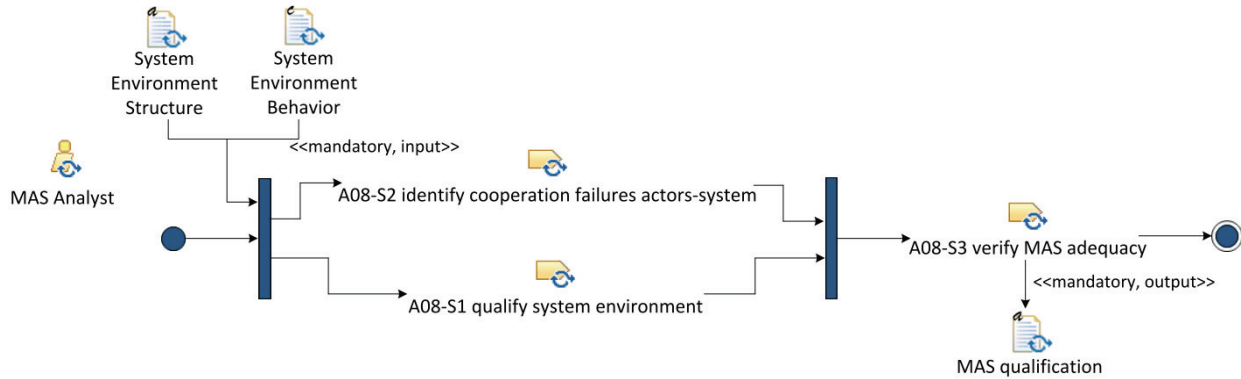 a
c
System
Environment
Structure
System
Environment
Behavior
<<mandatory, input>>
MAS Analyst
A08-S2 identify cooperation failures actors-system
A08-S3 verify MAS adequacy
<<mandatory, output>>
A08-S1 qualify system environment
a
MAS qualification